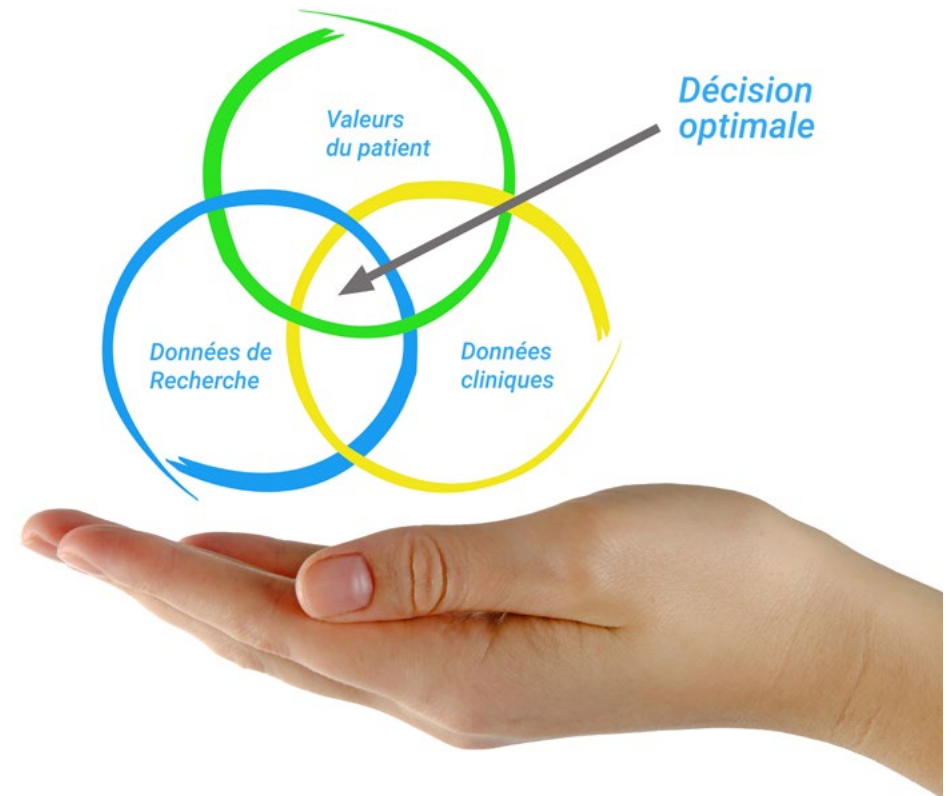 Valeurs
du patient
Décision
optimale
Données de
Recherche
Données
cliniques